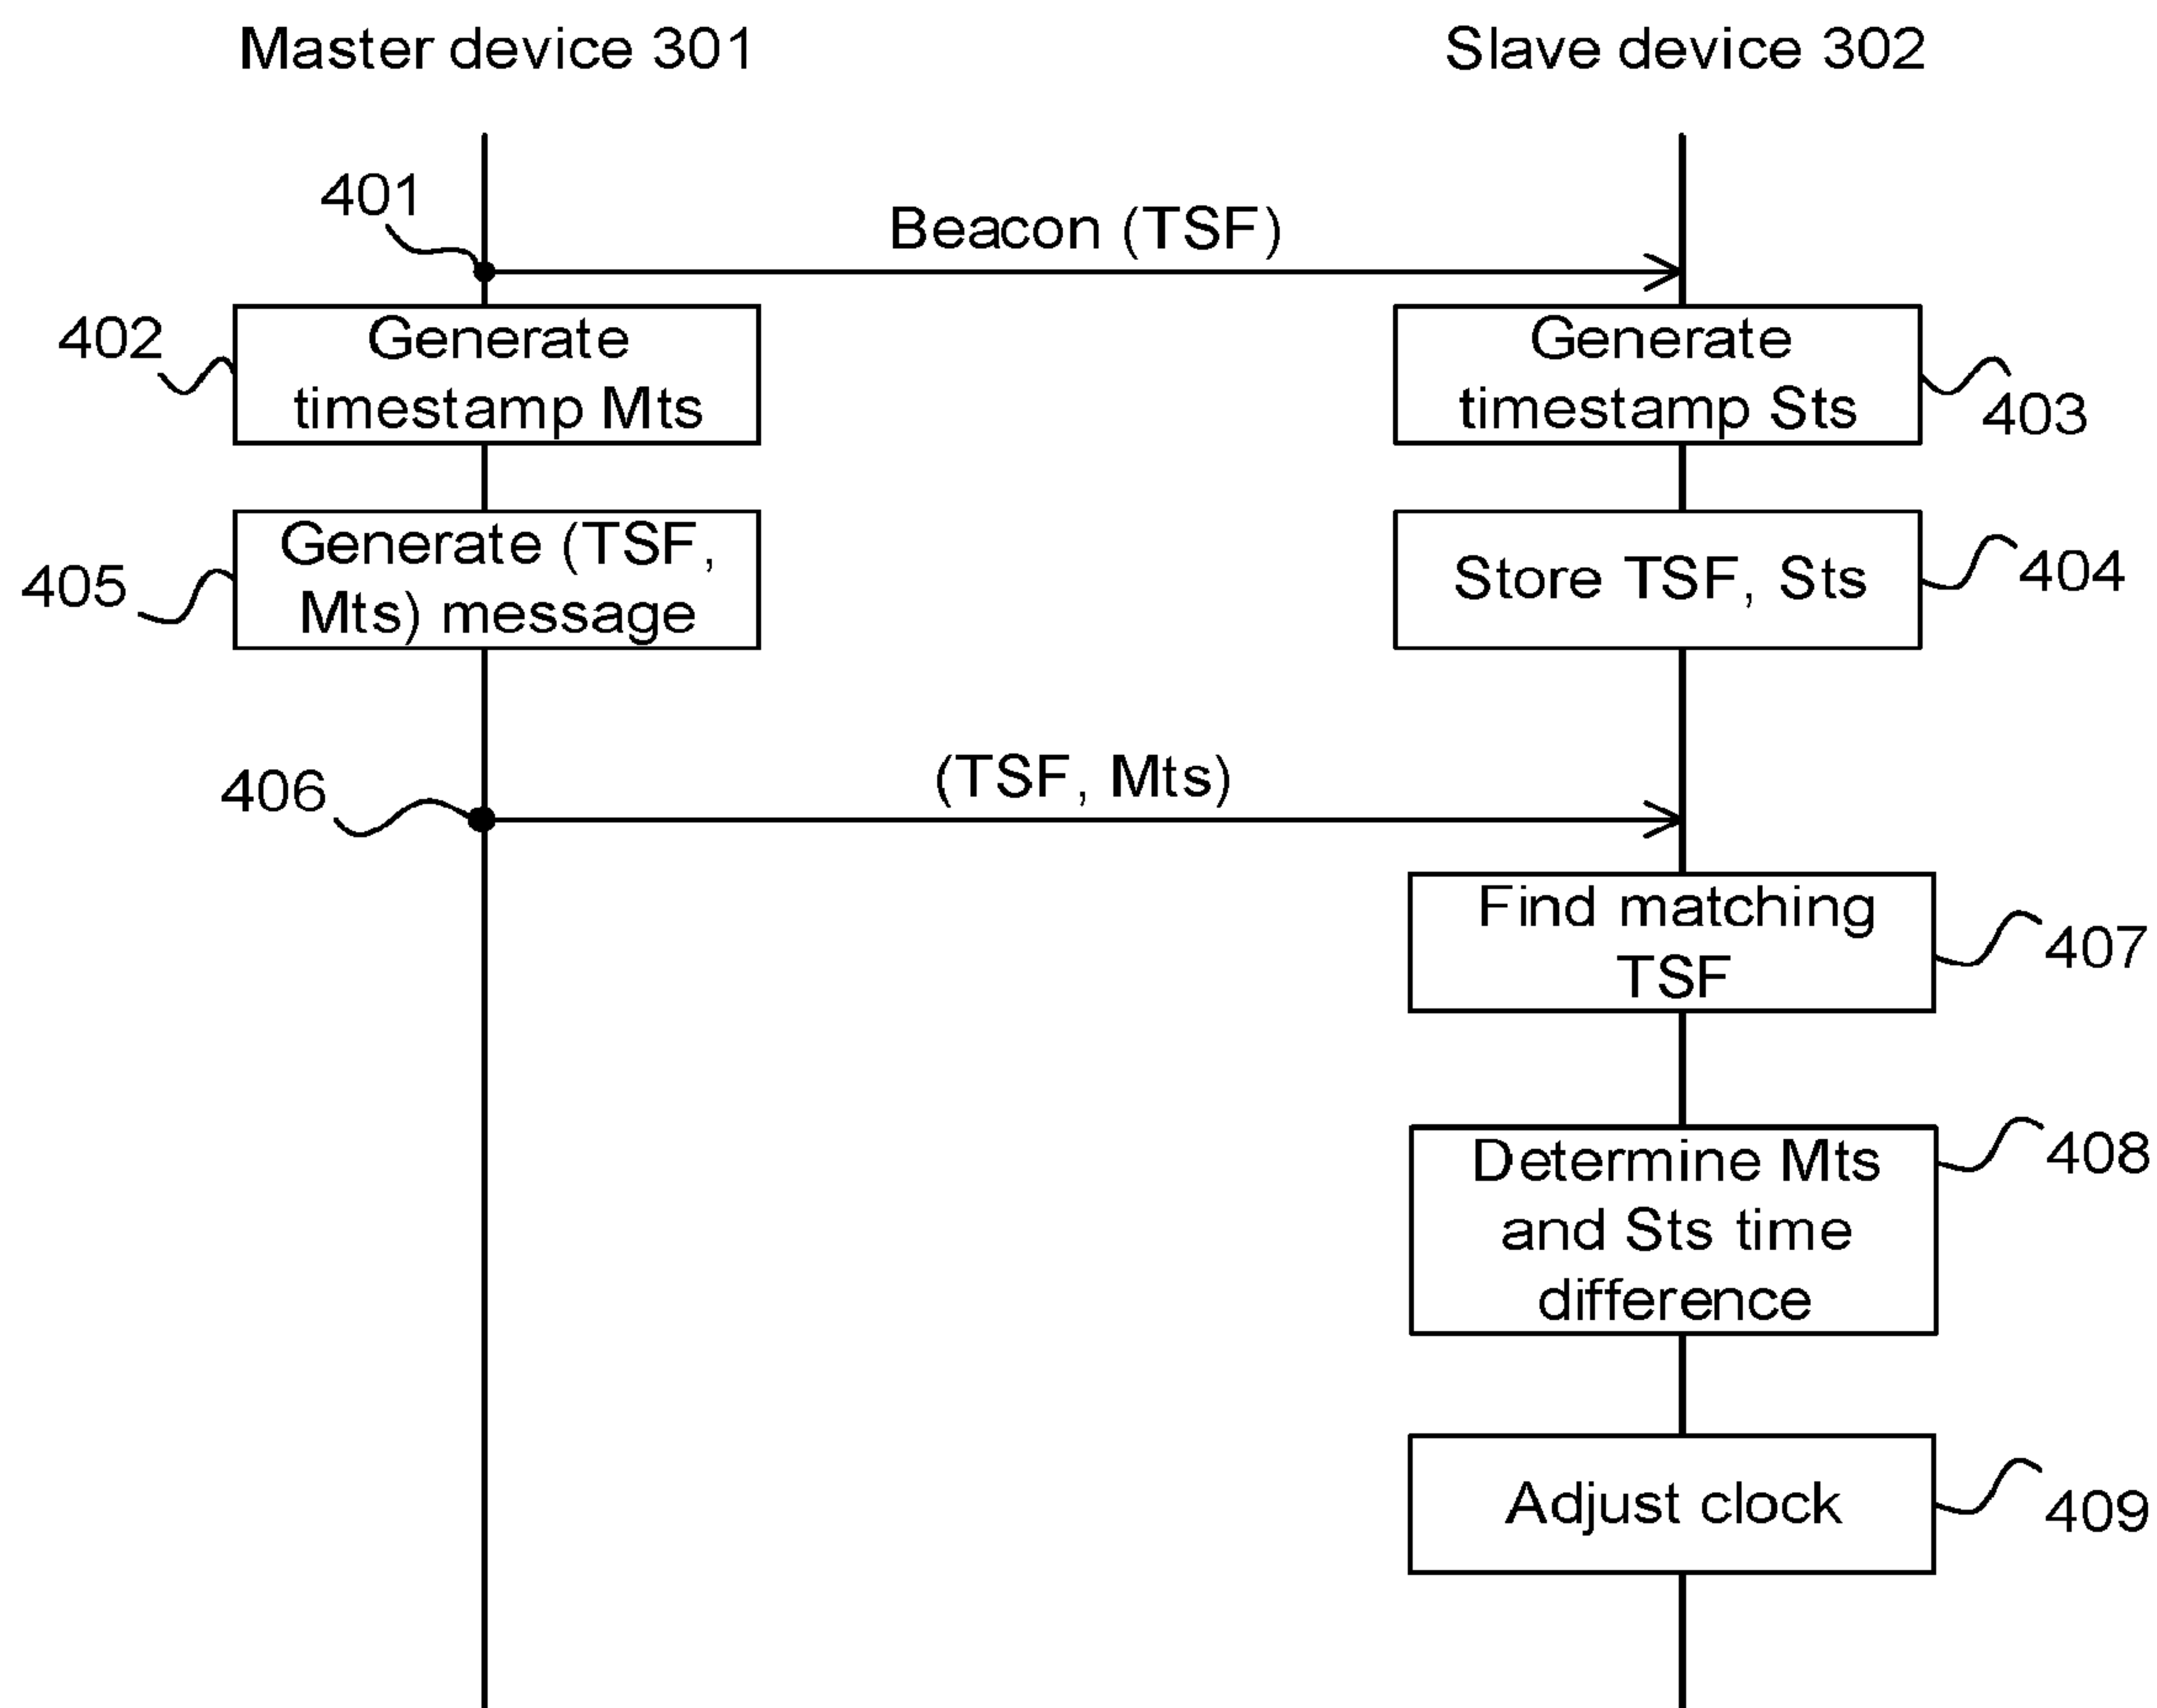 Master device 301
Slave device 302
401
Beacon (TSF)
402
Generate
timestamp Mts
Generate
timestamp Sts
403
405
Generate (TSF,
Mts) message
Store TSF, Sts
404
406
(TSF, Mts)
Find matching
TSF
407
Determine Mts
and Sts time
difference
408
Adjust clock
409